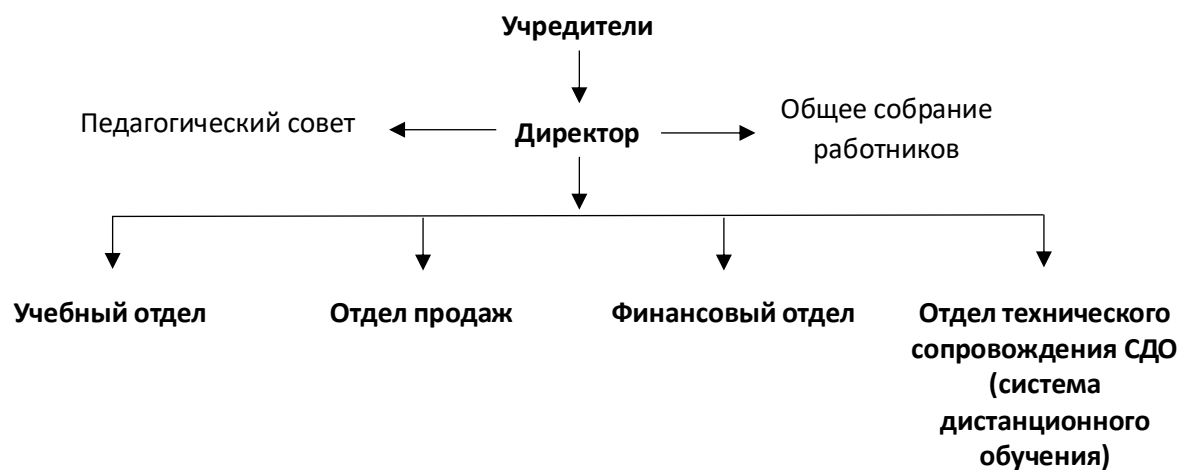 Учредители
Педагогический совет
Директор
Общее собрание
работников
Учебный отдел
Отдел продаж
Финансовый отдел
Отдел технического
сопровождения СДО
(система
дистанционного
обучения)